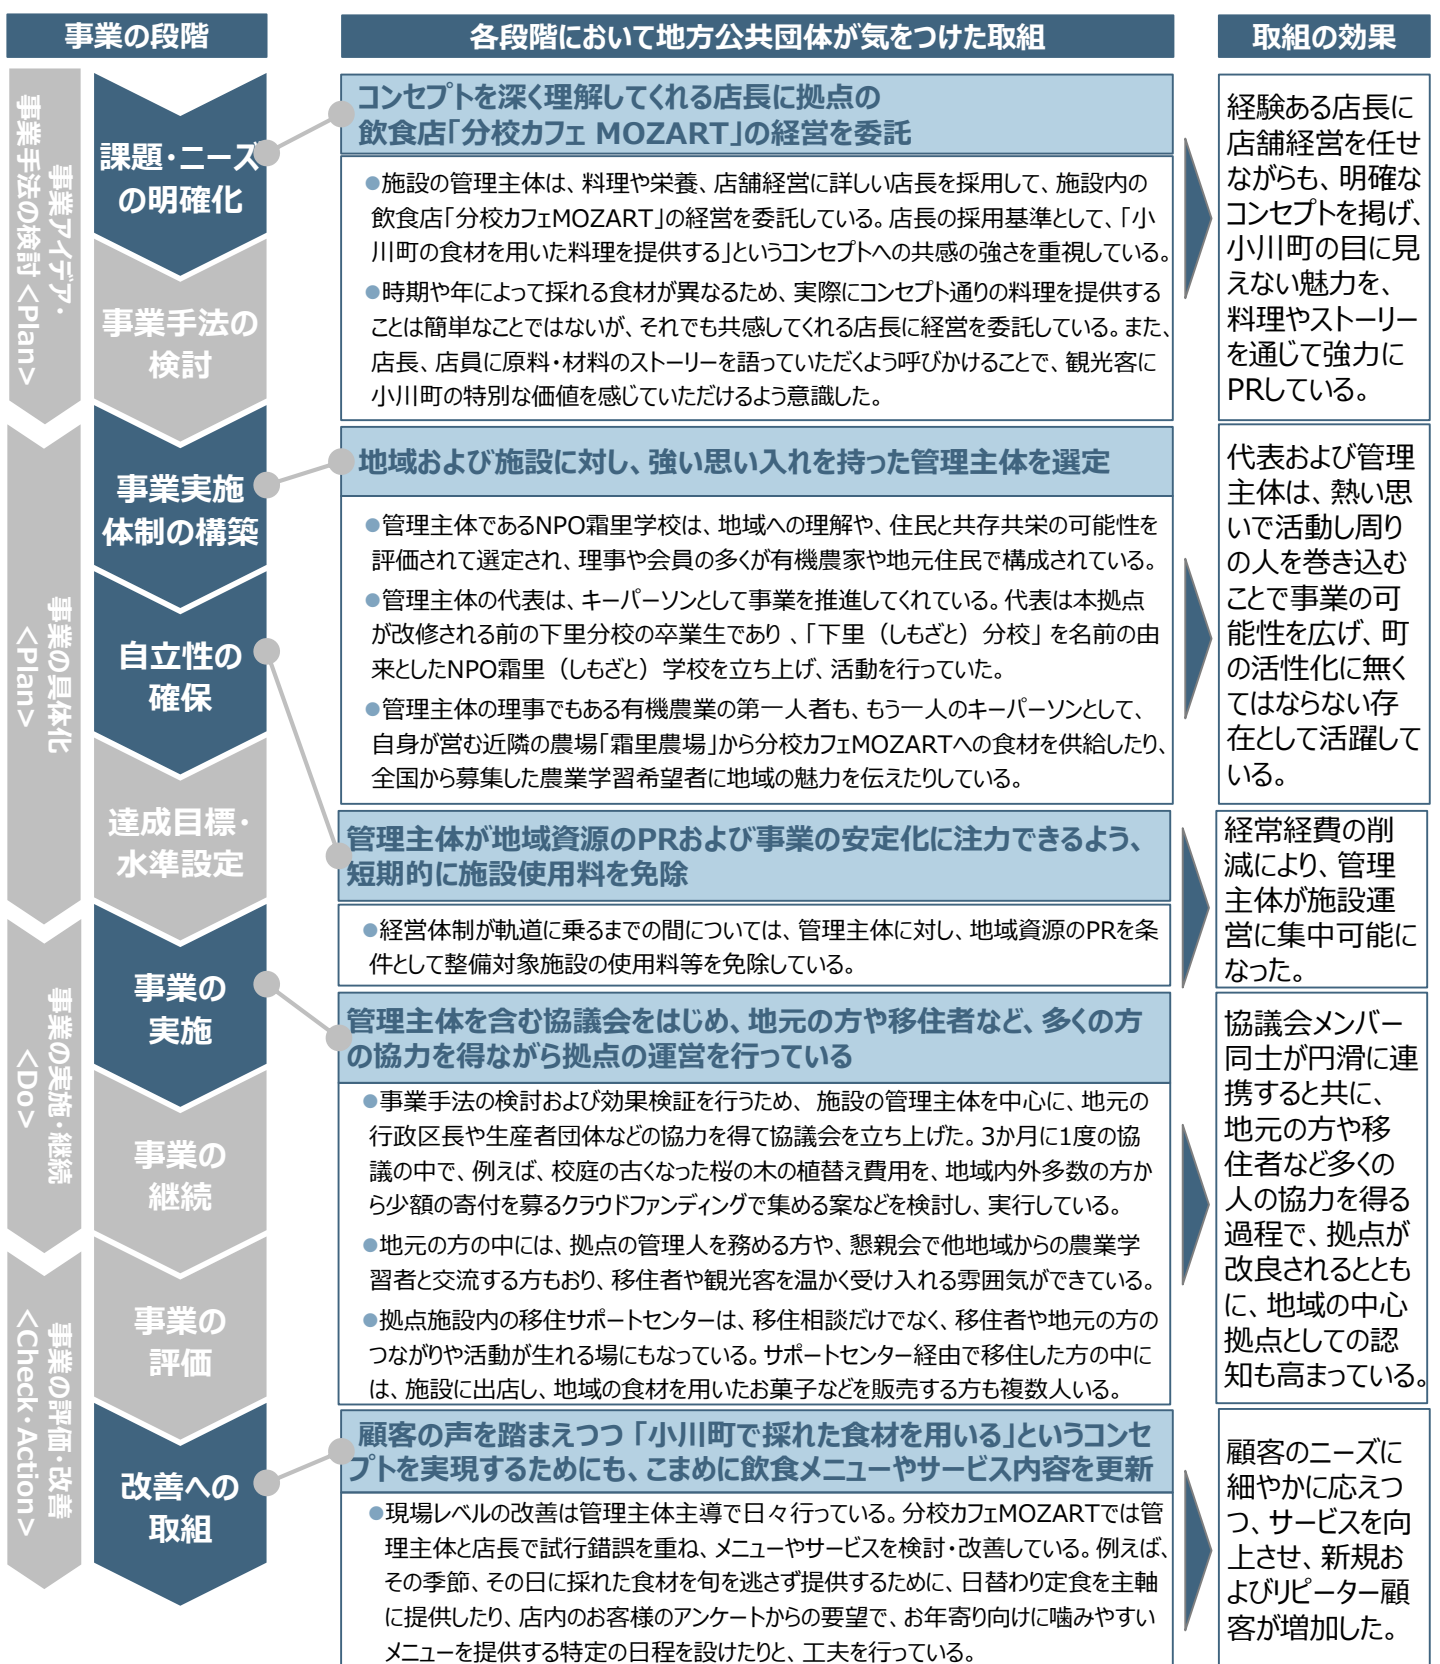 事業の段階
各段階において地方公共団体が気をつけた取組
取組の効果
事業アイデア・
事業手法の検討 <Plan>
事業の具体化
<Plan>
事業の実施・継続
<Do>
事業の評価・改善
<Check・Action>
課題・ニーズ
の明確化
事業手法の
検討
事業実施
体制の構築
自立性の
確保
達成目標・
水準設定
事業の
実施
事業の
継続
事業の
評価
改善への
取組
コンセプトを深く理解してくれる店長に拠点の
飲食店「分校カフェ MOZART」の経営を委託
●施設の管理主体は、料理や栄養、店舗経営に詳しい店長を採用して、施設内の
飲食店「分校カフェMOZART」の経営を委託している。店長の採用基準として、「小
川町の食材を用いた料理を提供する」というコンセプトへの共感の強さを重視している。
●時期や年によって採れる食材が異なるため、実際にコンセプト通りの料理を提供する
ことは簡単なことではないが、それでも共感してくれる店長に経営を委託している。また、
店長、店員に原料・材料のストーリーを語っていただくよう呼びかけることで、観光客に
小川町の特別な価値を感じていただけるよう意識した。
経験ある店長に
店舗経営を任せ
ながらも、明確な
コンセプトを掲げ、
小川町の目に見
えない魅力を、
料理やストーリー
を通じて強力に
PRしている。
地域および施設に対し、強い思い入れを持った管理主体を選定
●管理主体であるNPO霜里学校は、地域への理解や、住民と共存共栄の可能性を
評価されて選定され、理事や会員の多くが有機農家や地元住民で構成されている。
●管理主体の代表は、キーパーソンとして事業を推進してくれている。代表は本拠点
が改修される前の下里分校の卒業生であり 、「下里（しもざと）分校」 を名前の由
来としたNPO霜里（しもざと）学校を立ち上げ、活動を行っていた。
●管理主体の理事でもある有機農業の第一人者も、もう一人のキーパーソンとして、
自身が営む近隣の農場「霜里農場」から分校カフェMOZARTへの食材を供給したり、
全国から募集した農業学習希望者に地域の魅力を伝えたりしている。
代表および管理
主体は、熱い思
いで活動し周り
の人を巻き込む
ことで事業の可
能性を広げ、町
の活性化に無く
てはならない存
在として活躍して
いる。
管理主体が地域資源のPRおよび事業の安定化に注力できるよう、
短期的に施設使用料を免除
●経営体制が軌道に乗るまでの間については、管理主体に対し、地域資源のPRを条
件として整備対象施設の使用料等を免除している。
経常経費の削
減により、管理
主体が施設運
営に集中可能に
なった。
管理主体を含む協議会をはじめ、地元の方や移住者など、多くの方
の協力を得ながら拠点の運営を行っている
●事業手法の検討および効果検証を行うため、 施設の管理主体を中心に、地元の
行政区長や生産者団体などの協力を得て協議会を立ち上げた。3か月に1度の協
議の中で、例えば、校庭の古くなった桜の木の植替え費用を、地域内外多数の方か
ら少額の寄付を募るクラウドファンディングで集める案などを検討し、実行している。
●地元の方の中には、拠点の管理人を務める方や、懇親会で他地域からの農業学
習者と交流する方もおり、移住者や観光客を温かく受け入れる雰囲気ができている。
●拠点施設内の移住サポートセンターは、移住相談だけでなく、移住者や地元の方の
つながりや活動が生れる場にもなっている。サポートセンター経由で移住した方の中に
は、施設に出店し、地域の食材を用いたお菓子などを販売する方も複数人いる。
協議会メンバー
同士が円滑に連
携すると共に、
地元の方や移
住者など多くの
人の協力を得る
過程で、拠点が
改良されるととも
に、地域の中心
拠点としての認
知も高まっている。
顧客の声を踏まえつつ 「小川町で採れた食材を用いる」というコンセ
プトを実現するためにも、こまめに飲食メニューやサービス内容を更新
●現場レベルの改善は管理主体主導で日々行っている。分校カフェMOZARTでは管
理主体と店長で試行錯誤を重ね、メニューやサービスを検討・改善している。例えば、
その季節、その日に採れた食材を旬を逃さず提供するために、日替わり定食を主軸
に提供したり、店内のお客様のアンケートからの要望で、お年寄り向けに噛みやすい
メニューを提供する特定の日程を設けたりと、工夫を行っている。
顧客のニーズに
細やかに応えつ
つ、サービスを向
上させ、新規お
よびリピーター顧
客が増加した。